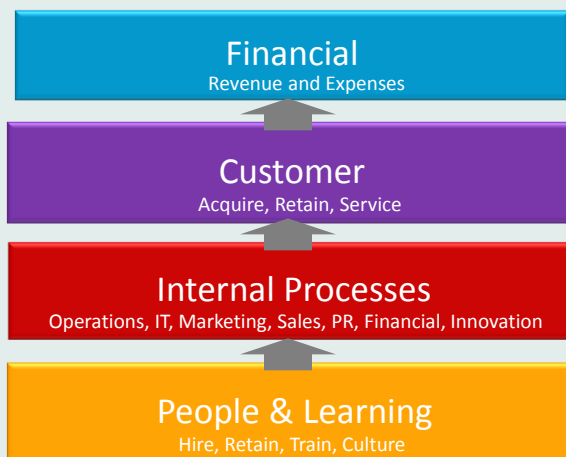 Financial
Revenue and Expenses
Customer
Acquire, Retain, Service
Internal Processes
Operations, IT, Marketing, Sales, PR, Financial, Innovation
People & Learning
Hire, Retain, Train, Culture